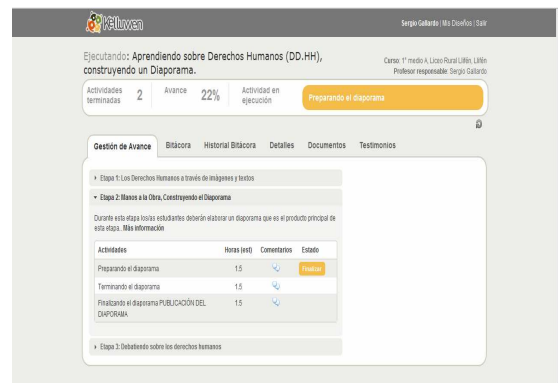 Kelluwen
Sergio Gallardo | Mis Diseños | Salir
Ejecutando: Aprendiendo sobre Derechos Humanos (DD.HH),
construyendo un Diaporama.
Curso: 1° medio A, Liceo Rural Llifén, Llifén
Profesor responsable: Sergio Gallardo
Actividades terminadas 2 Avance 22% Actividad en ejecución Preparando el diaporama
Gestión de Avance Bitácora Historial Bitácora Detalles Documentos Testimonios
Etapa 1: Los Derechos Humanos a través de imágenes y textos
Etapa 2: Manos a la Obra, Construyendo el Diaporama
Durante esta etapa los/as estudiantes deberán elaborar un diaporama que es el producto principal de
esta etapa.. Más información
Actividades Horas (est) Comentarios Estado
Preparando el diaporama 1.5 Finalizar
Terminando el diaporama 1.5
Finalizando el diaporama PUBLICACIÓN DEL 1.5
DIAPORAMA
Etapa 3: Debatiendo sobre los derechos humanos